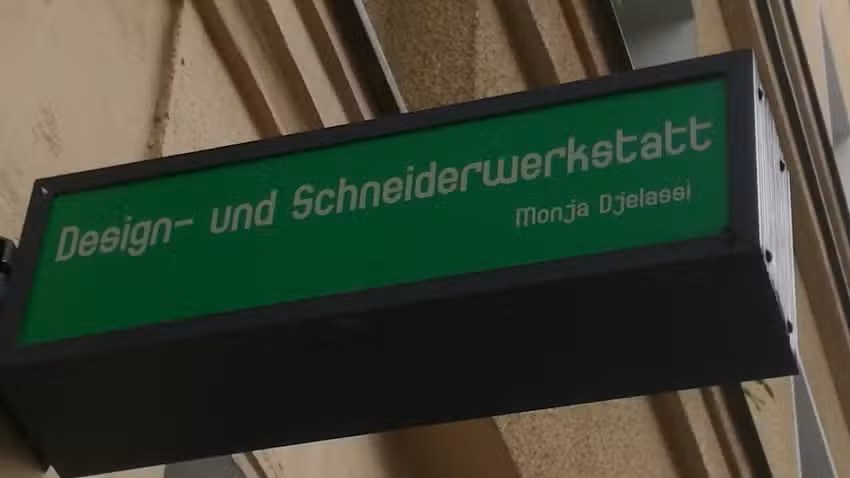 Design- und Schneiderwerkstatt
Monja Djelassi